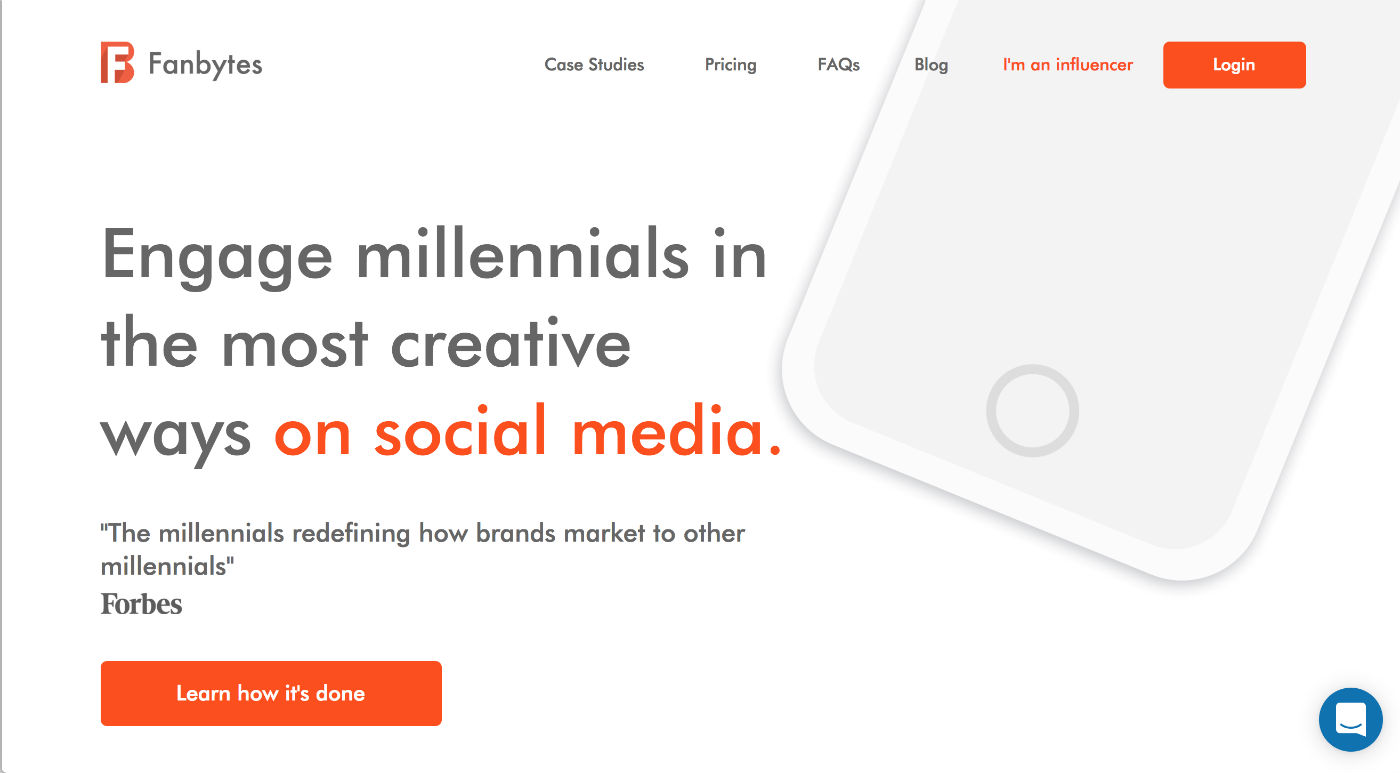 Fanbytes
Case Studies
Pricing
FAQs
Blog
I'm an influencer
Login
Engage millennials in
the most creative
ways on social media.
"The millennials redefining how brands market to other
millennials"
Forbes
Learn how it's done